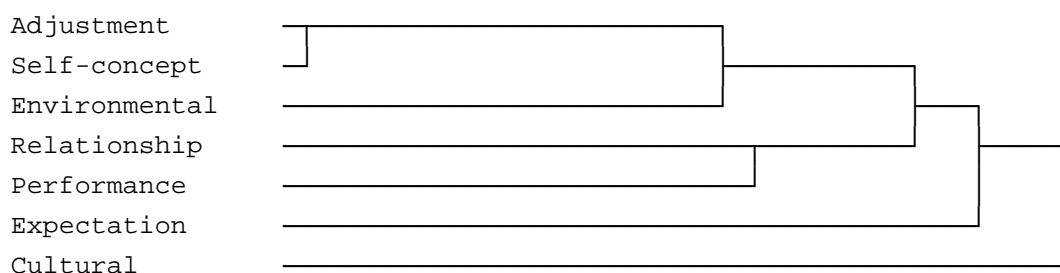 Adjustment
Self-concept
Environmental
Relationship
Performance
Expectation
Cultural